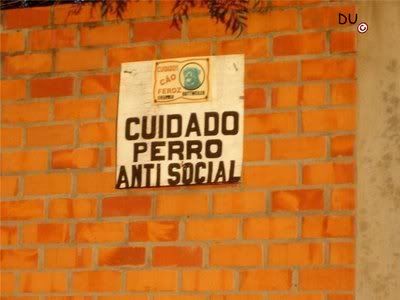 DU
CUIDADO
CÃO
FEROZ
CUIDADO
PERRO
ANTI SOCIAL